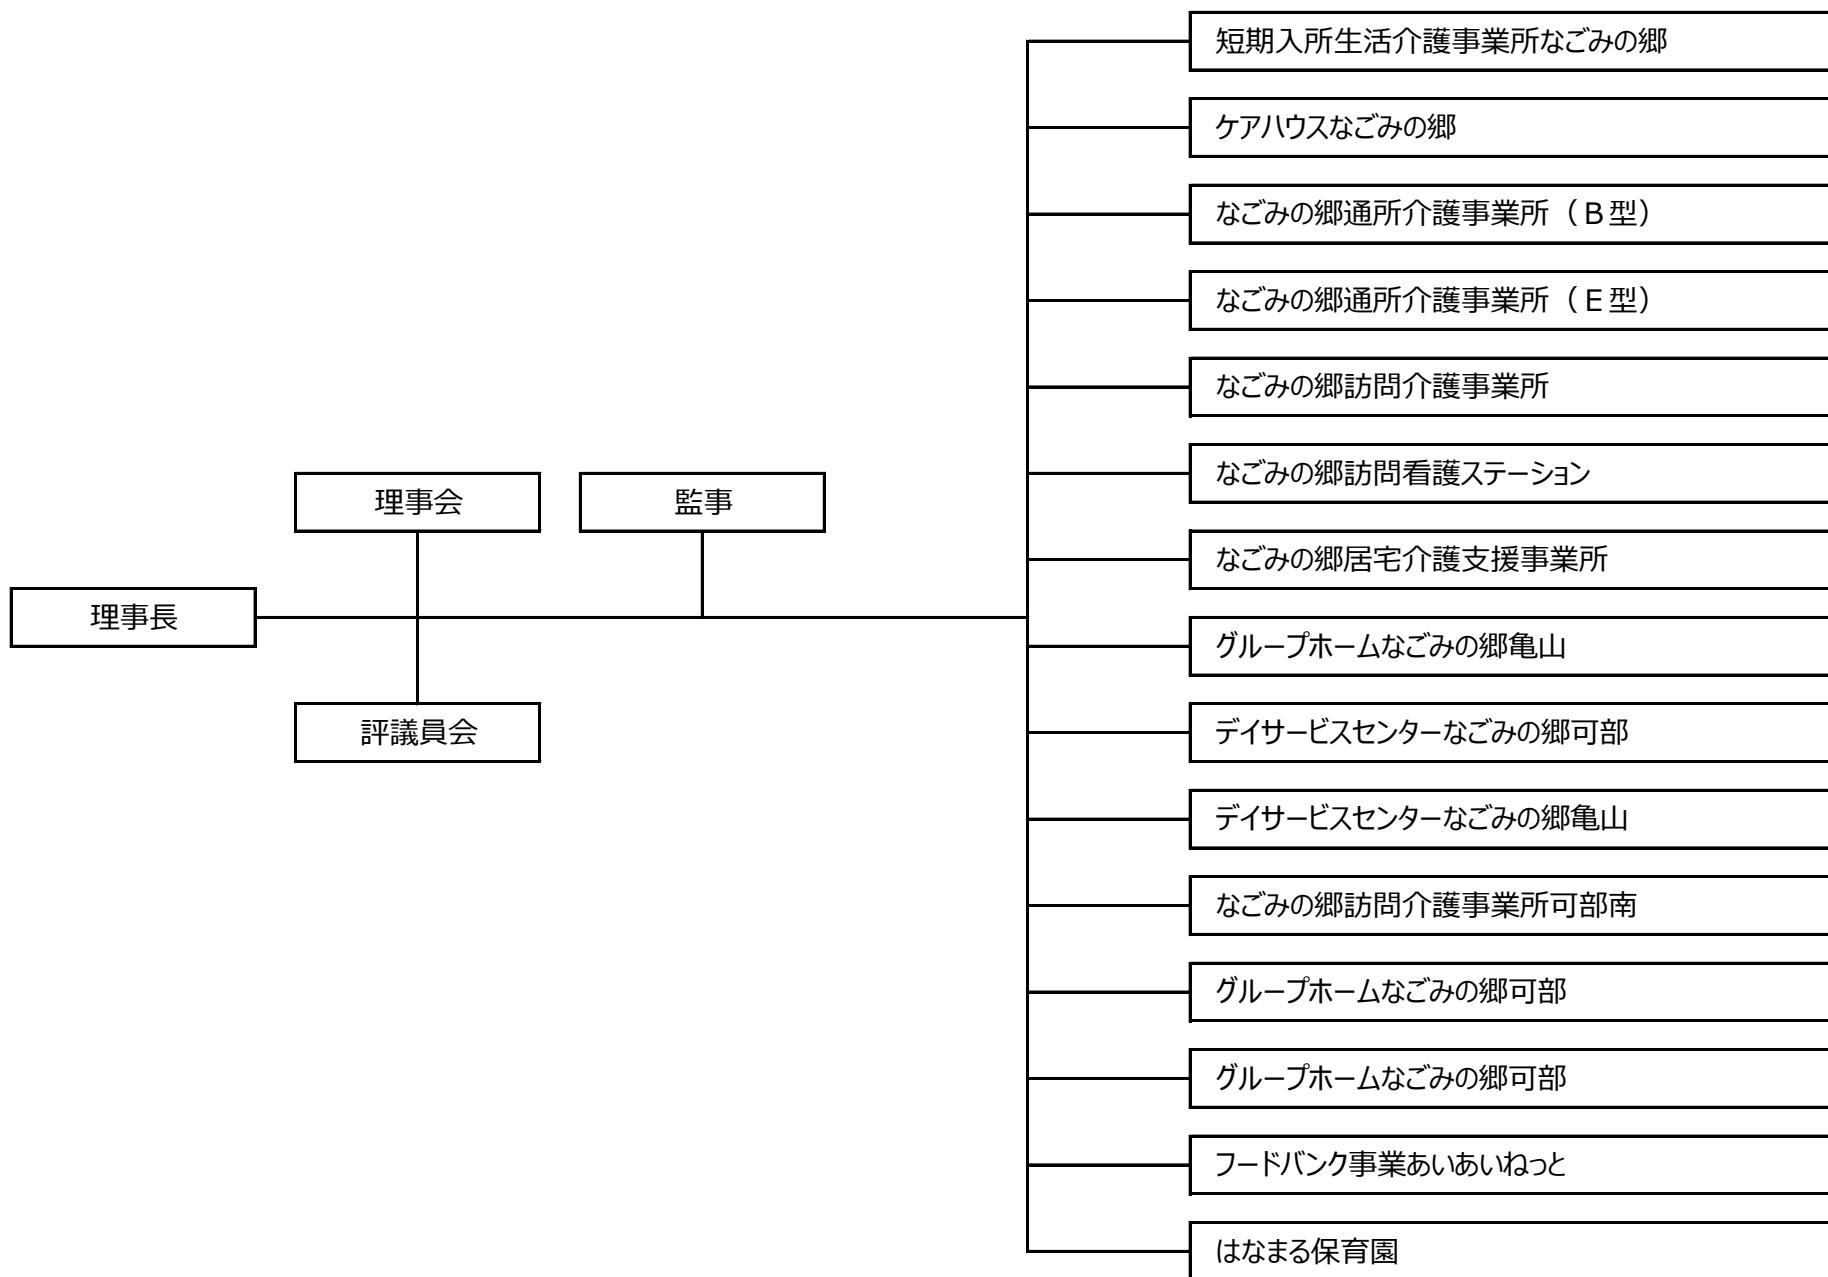 短期入所生活介護事業所なごみの郷
ケアハウスなごみの郷
なごみの郷通所介護事業所（Ｂ型）
なごみの郷通所介護事業所（Ｅ型）
なごみの郷訪問介護事業所
なごみの郷訪問看護ステーション
なごみの郷居宅介護支援事業所
グループホームなごみの郷亀山
デイサービスセンターなごみの郷可部
デイサービスセンターなごみの郷亀山
なごみの郷訪問介護事業所可部南
グループホームなごみの郷可部
グループホームなごみの郷可部
フードバンク事業あいあいねっと
はなまる保育園
理事会
監事
理事長
評議員会